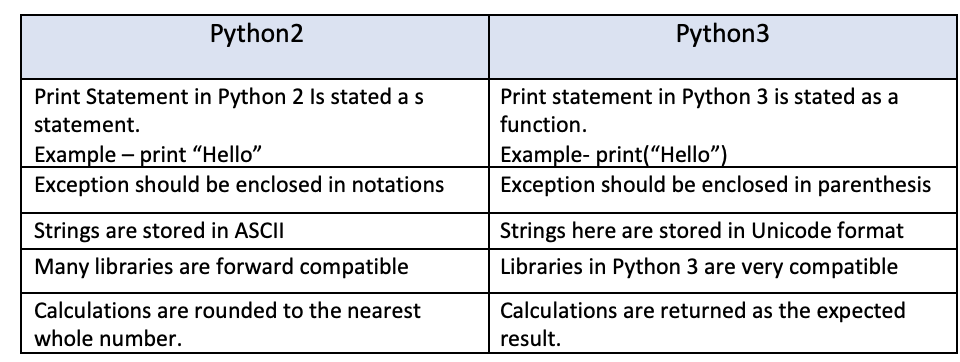 Python2
Python3
Print Statement in Python 2 Is stated a s
statement.
Example – print “Hello”
Print statement in Python 3 is stated as a
function.
Example- print(“Hello”)
Exception should be enclosed in notations
Exception should be enclosed in parenthesis
Strings are stored in ASCII
Strings here are stored in Unicode format
Many libraries are forward compatible
Libraries in Python 3 are very compatible
Calculations are rounded to the nearest
whole number.
Calculations are returned as the expected
result.